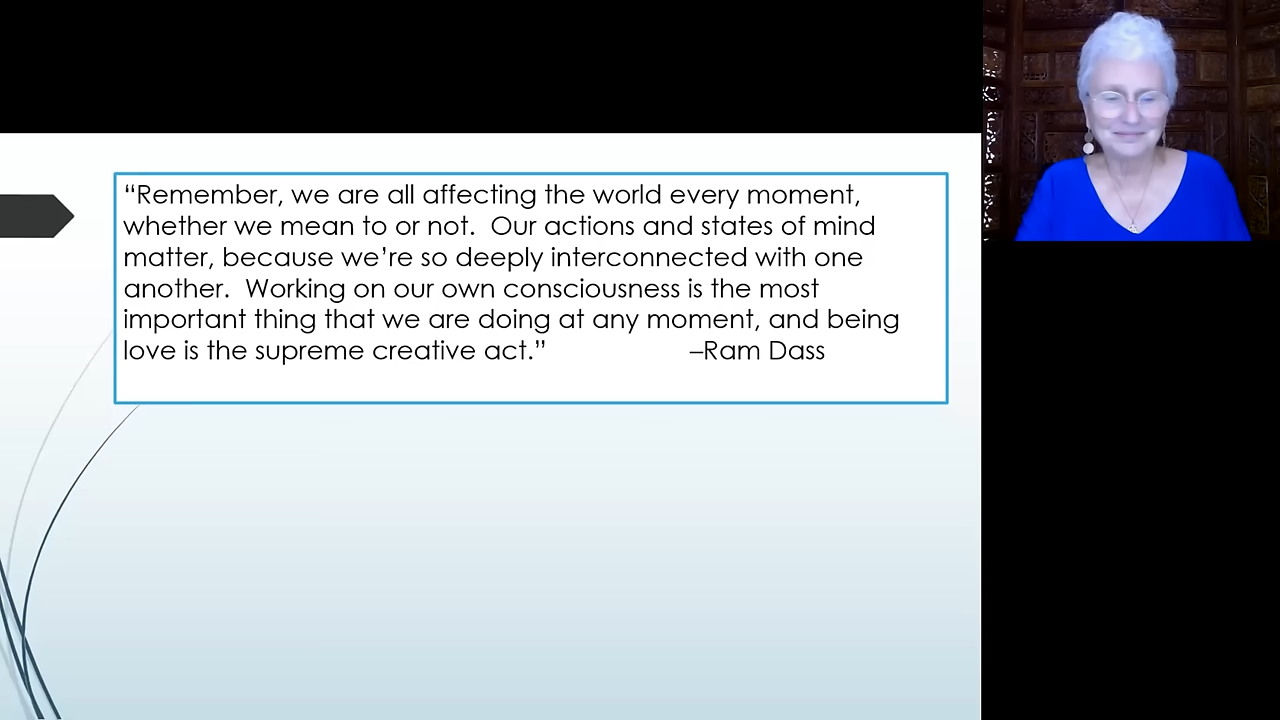 “Remember, we are all affecting the world every moment,
whether we mean to or not.  Our actions and states of mind
matter, because we’re so deeply interconnected with one
another.  Working on our own consciousness is the most
important thing that we are doing at any moment, and being
love is the supreme creative act.” –Ram Dass